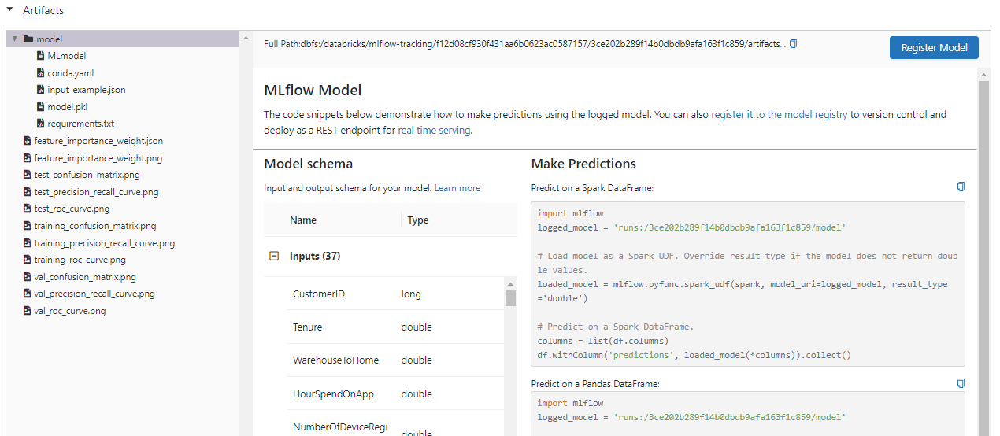 Artifacts
model
MLmodel
conda.yaml
input_example.json
model.pkl
requirements.txt
feature_importance_weight.json
feature_importance_weight.png
test_confusion_matrix.png
test_precision_recall_curve.png
test_roc_curve.png
training_confusion_matrix.png
training_precision_recall_curve.png
training_roc_curve.png
val_confusion_matrix.png
val_precision_recall_curve.png
val_roc_curve.png
Full Path:dbfs:/databricks/mlflow-tracking/f12d08cf930f431aa6b0623ac0587157/3ce202b289f14b0dbdb9afa163f1c859/artifacts...
Register Model
MLflow Model
The code snippets below demonstrate how to make predictions using the logged model. You can also register it to the model registry to version control and
deploy as a REST endpoint for real time serving.
Model schema
Input and output schema for your model. Learn more
Name Type
Inputs (37)
CustomerID long
Tenure double
WarehouseToHome double
HourSpendOnApp double
NumberOfDeviceRegi
double
Make Predictions
Predict on a Spark DataFrame:
import mlflow
logged_model = 'runs:/3ce202b289f14b0dbdb9afa163f1c859/model'
# Load model as a Spark UDF. Override result_type if the model does not return doub
le values.
loaded_model = mlflow.pyfunc.spark_udf(spark, model_uri=logged_model, result_type
='double')
# Predict on a Spark DataFrame.
columns = list(df.columns)
df.withColumn('predictions', loaded_model(*columns)).collect()
Predict on a Pandas DataFrame:
import mlflow
logged_model = 'runs:/3ce202b289f14b0dbdb9afa163f1c859/model'